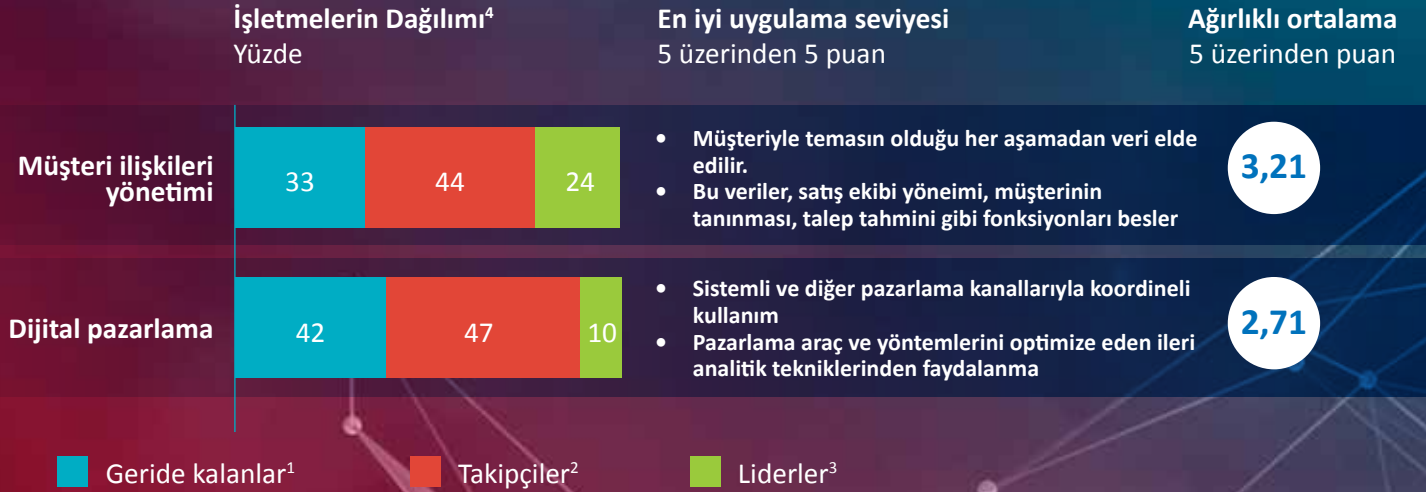 İşletmelerin Dağılımı⁴
Yüzde
En iyi uygulama seviyesi
5 üzerinden 5 puan
Ağırlıklı ortalama
5 üzerinden puan
Müşteri ilişkileri
yönetimi
33
44
24
• Müşteriyle temasın olduğu her aşamadan veri elde
edilir.
• Bu veriler, satış ekibi yöneimi, müşterinin
tanınması, talep tahmini gibi fonksiyonları besler
3,21
Dijital pazarlama
42
47
10
• Sistemli ve diğer pazarlama kanallarıyla koordineli
kullanım
• Pazarlama araç ve yöntemlerini optimize eden ileri
analitik tekniklerinden faydalanma
2,71
Geride kalanlar¹
Takipçiler²
Liderler³